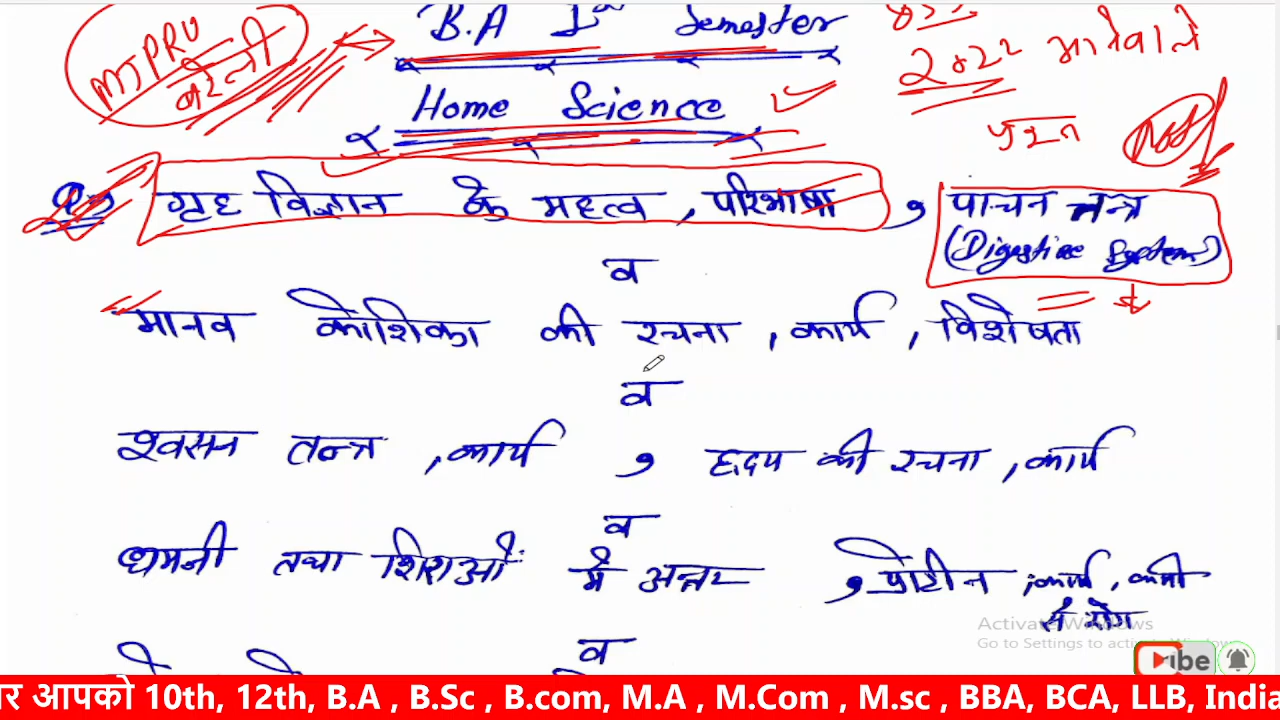 B.A 1st Semester
MJPRU बरेली
2022 आनेवाले
Home Science
प्रश्न
गृह विज्ञान के महत्व, परिभाषा, पाचन तन्त्र
(Digestive System)
व
मानव कोशिका की रचना, कार्य, विशेषता
व
श्वसन तन्त्र, कार्य, ह्रदय की रचना, कार्य
व
धमनी तथा शिराओं में अन्तर, प्रोटीन, कार्य, कमी
से रोग
व
Activate Windows
Go to Settings to activate Windows.
आपको 10th, 12th, B.A , B.Sc , B.com, M.A , M.Com , M.sc , BBA, BCA, LLB, India